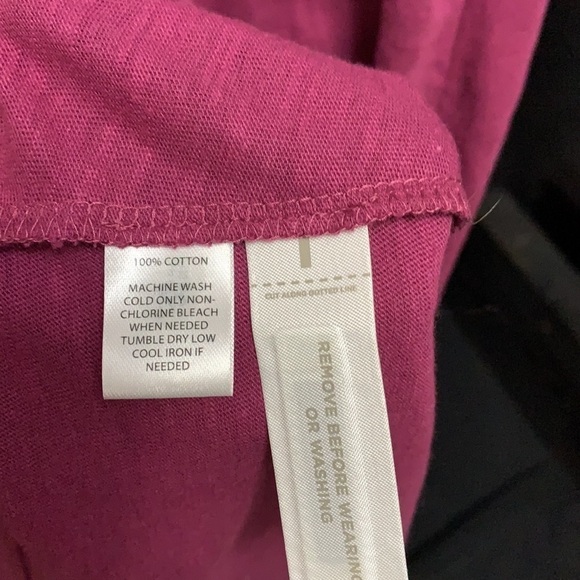 100% COTTON
MACHINE WASH
COLD ONLY NON-
CHLORINE BLEACH
WHEN NEEDED
TUMBLE DRY LOW
COOL IRON IF
NEEDED
CUT ALONG DOTTED LINE
REMOVE BEFORE WEARING
OR WASHING